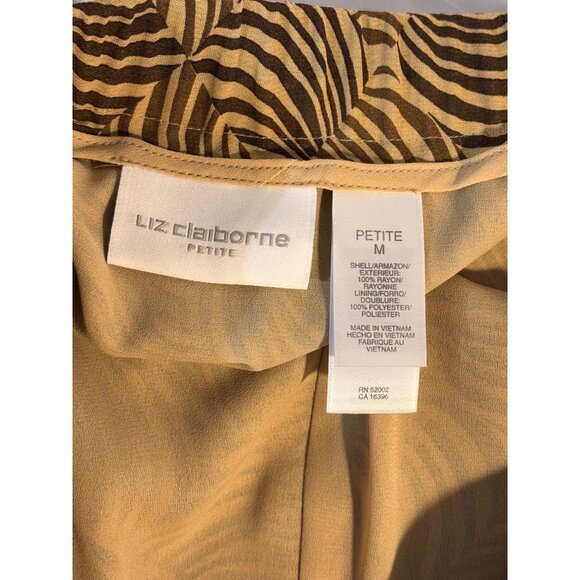 LIZ claiborne
PETITE
PETITE
M
SHELL/ARMAZON/
EXTERIEUR:
100% RAYON/
RAYONNE
LINING/FORRO/
DOUBLURE:
100% POLYESTER/
POLIESTER
MADE IN VIETNAM
HECHO EN VIETNAM
FABRIQUE AU
VIETNAM
RN 52002
CA 16396